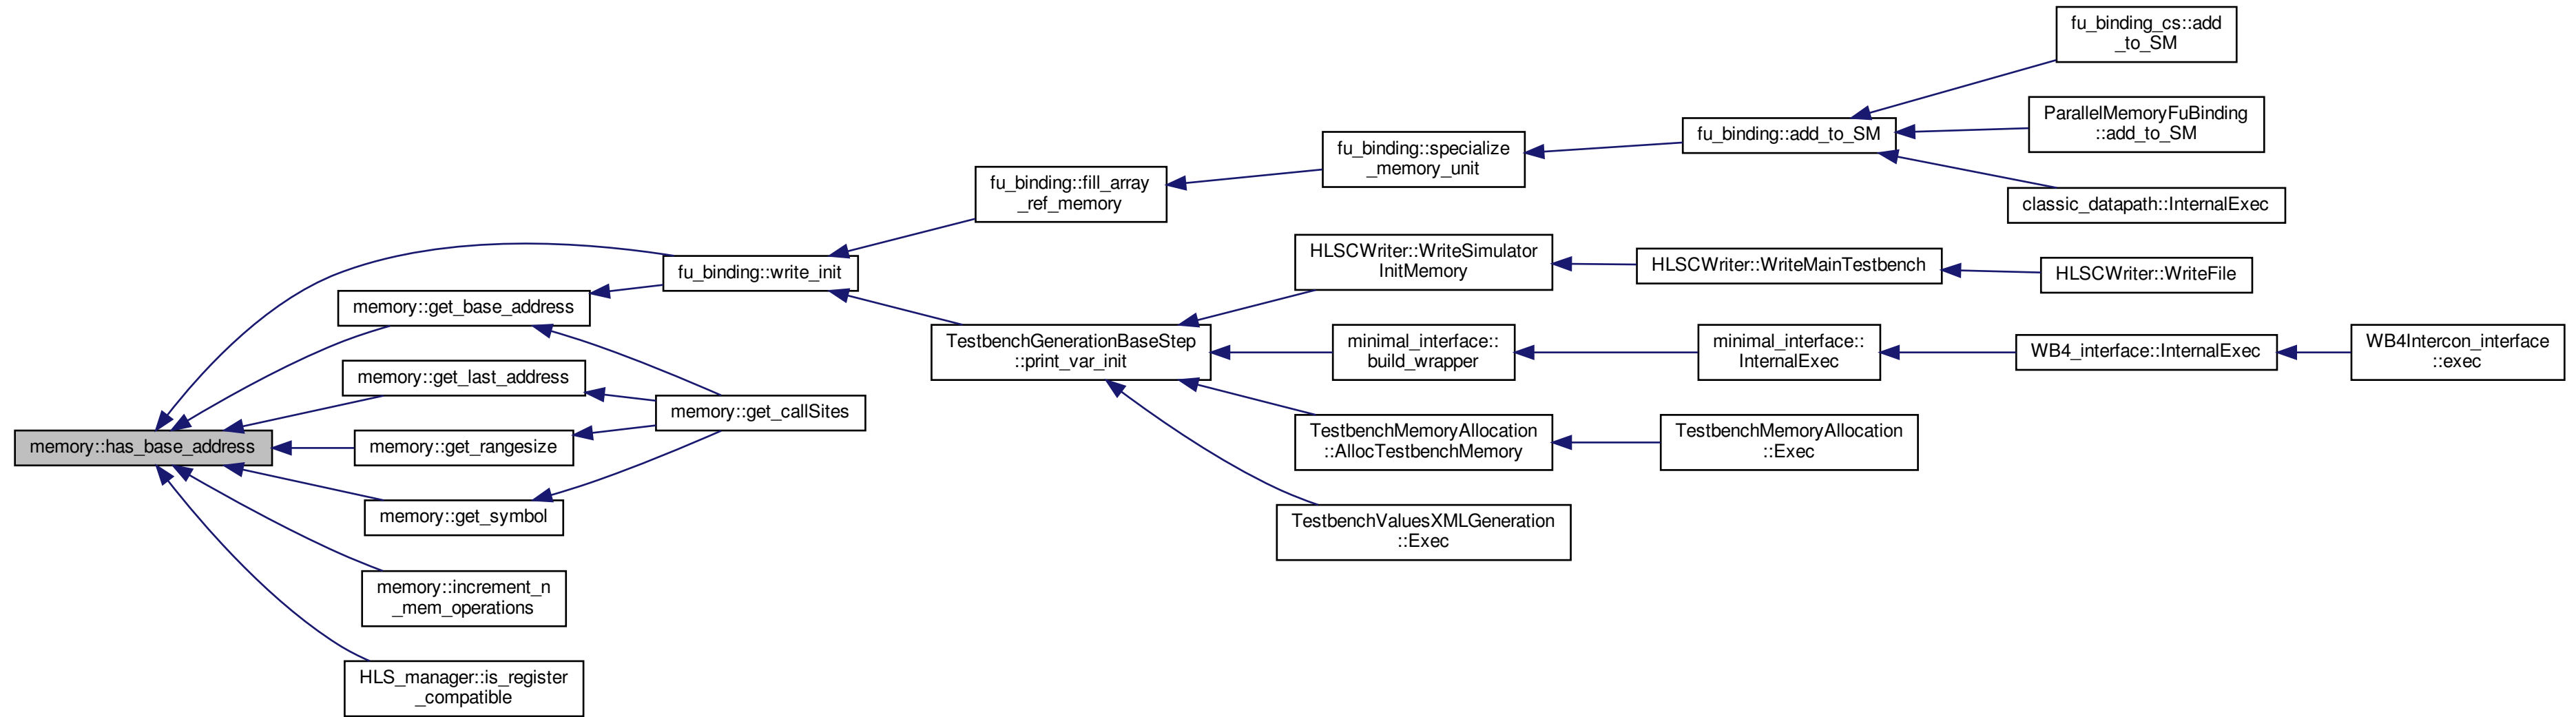 fu_binding_cs::add
_to_SM
ParallelMemoryFuBinding
::add_to_SM
fu_binding::add_to_SM
fu_binding::specialize
_memory_unit
fu_binding::fill_array
_ref_memory
classic_datapath::InternalExec
HLSCWriter::WriteSimulator
InitMemory
HLSCWriter::WriteMainTestbench
HLSCWriter::WriteFile
fu_binding::write_init
memory::get_base_address
TestbenchGenerationBaseStep
::print_var_init
minimal_interface::
build_wrapper
minimal_interface::
InternalExec
WB4_interface::InternalExec
WB4Intercon_interface
::exec
memory::get_last_address
memory::get_callSites
TestbenchMemoryAllocation
::AllocTestbenchMemory
TestbenchMemoryAllocation
::Exec
memory::has_base_address
memory::get_rangesize
memory::get_symbol
TestbenchValuesXMLGeneration
::Exec
memory::increment_n
_mem_operations
HLS_manager::is_register
_compatible